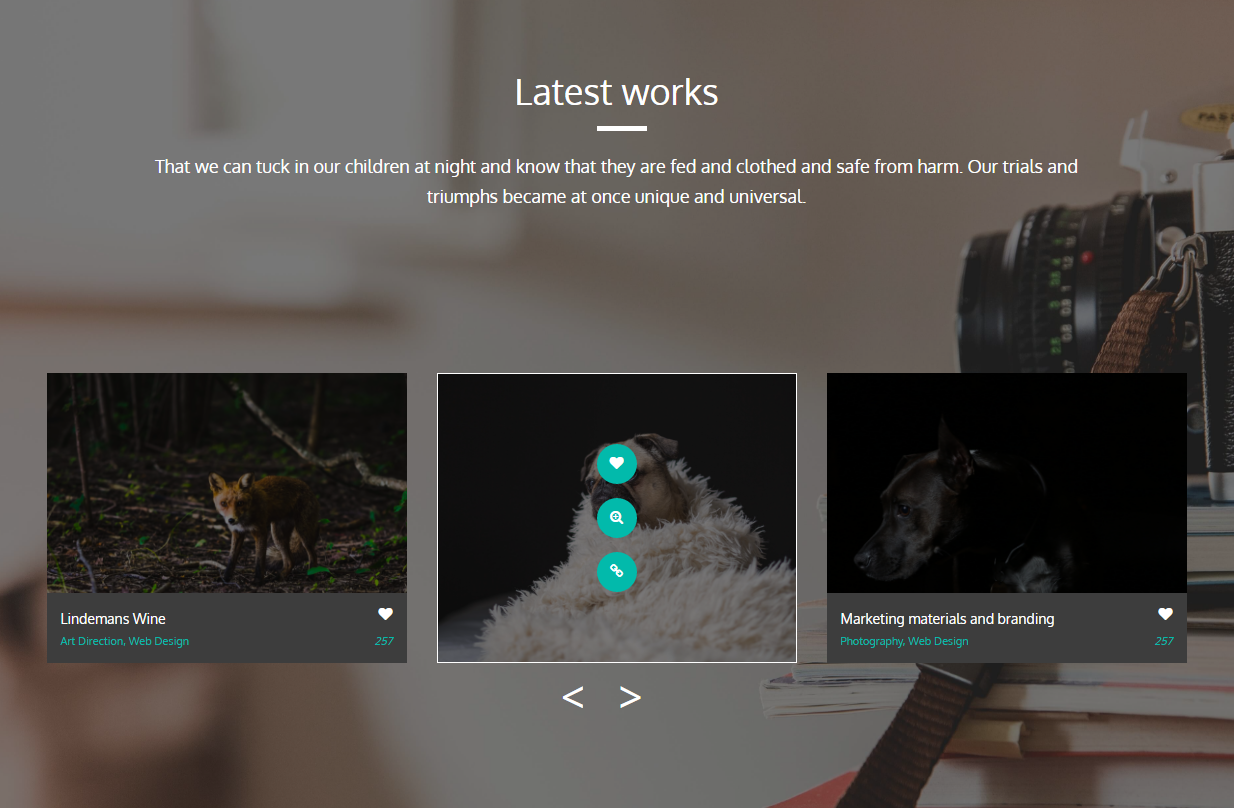 Latest works
That we can tuck in our children at night and know that they are fed and clothed and safe from harm. Our trials and
triumphs became at once unique and universal.
Lindemans Wine
Art Direction, Web Design
257
Marketing materials and branding
Photography, Web Design
257
< >